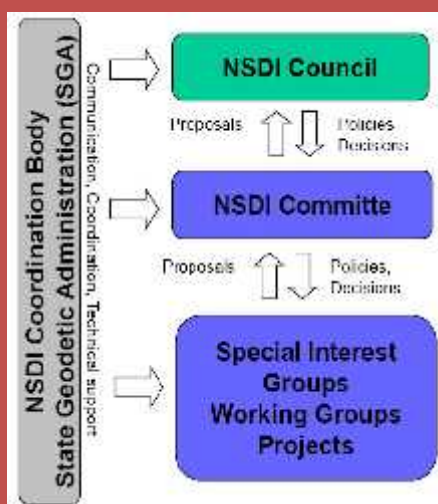 NSDI Coordination Body
State Geodetic Administration (SGA)
Communication, Coordination, Technical support
NSDI Council
Proposals
Policies
Decisions
NSDI Committe
Proposals
Policies,
Decisions
Special Interest
Groups
Working Groups
Projects